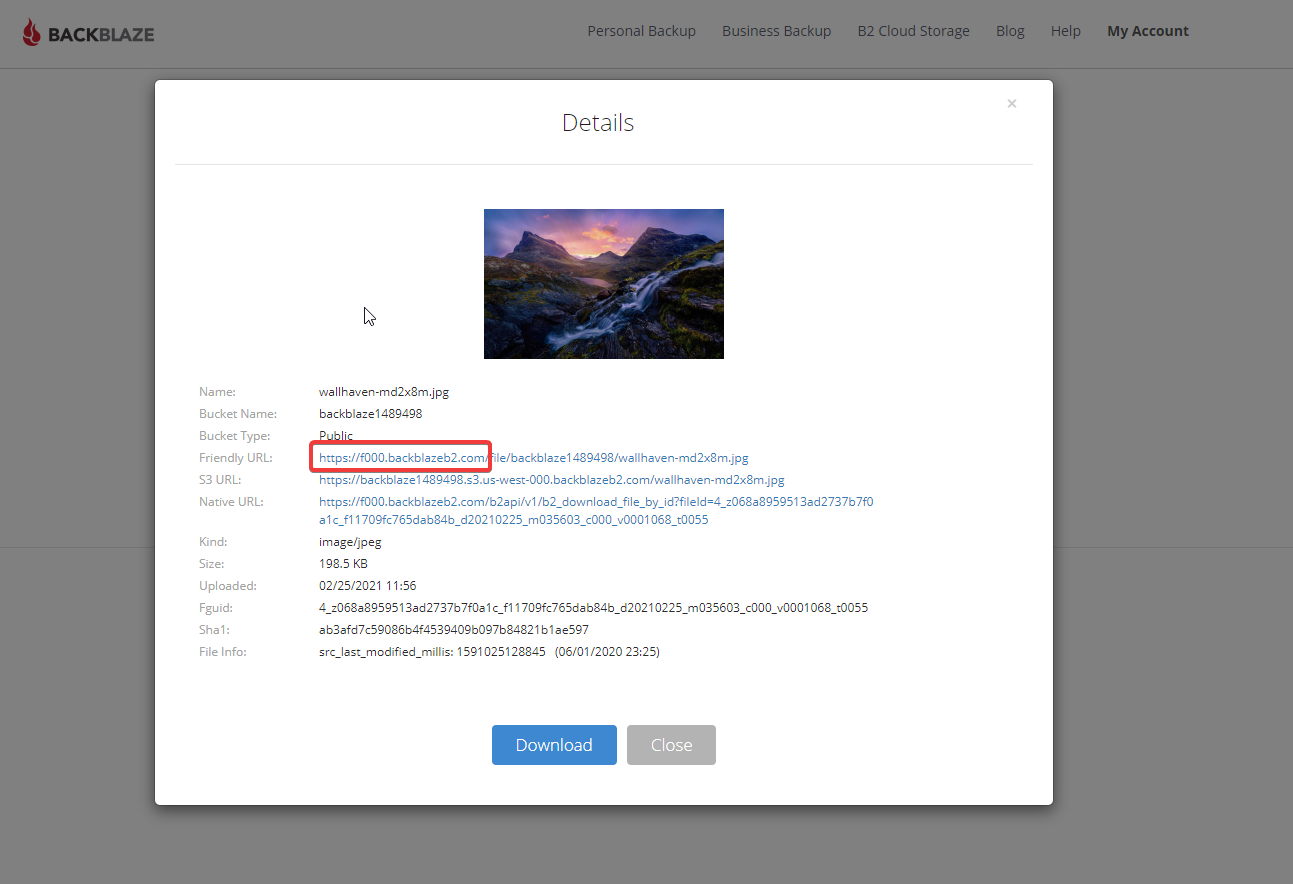 BACKBLAZE
Personal Backup Business Backup B2 Cloud Storage Blog Help My Account
×
Details
Name: wallhaven-md2x8m.jpg
Bucket Name: backblaze1489498
Bucket Type: Public
Friendly URL: https://f000.backblazeb2.com/file/backblaze1489498/wallhaven-md2x8m.jpg
S3 URL: https://backblaze1489498.s3.us-west-000.backblazeb2.com/wallhaven-md2x8m.jpg
Native URL: https://f000.backblazeb2.com/b2api/v1/b2_download_file_by_id?fileId=4_z068a8959513ad2737b7f0
a1c_f11709fc765dab84b_d20210225_m035603_c000_v0001068_t0055
Kind: image/jpeg
Size: 198.5 KB
Uploaded: 02/25/2021 11:56
Fguid: 4_z068a8959513ad2737b7f0a1c_f11709fc765dab84b_d20210225_m035603_c000_v0001068_t0055
Sha1: ab3afd7c59086b4f4539409b097b84821b1ae597
File Info: src_last_modified_millis: 1591025128845 (06/01/2020 23:25)
Download Close